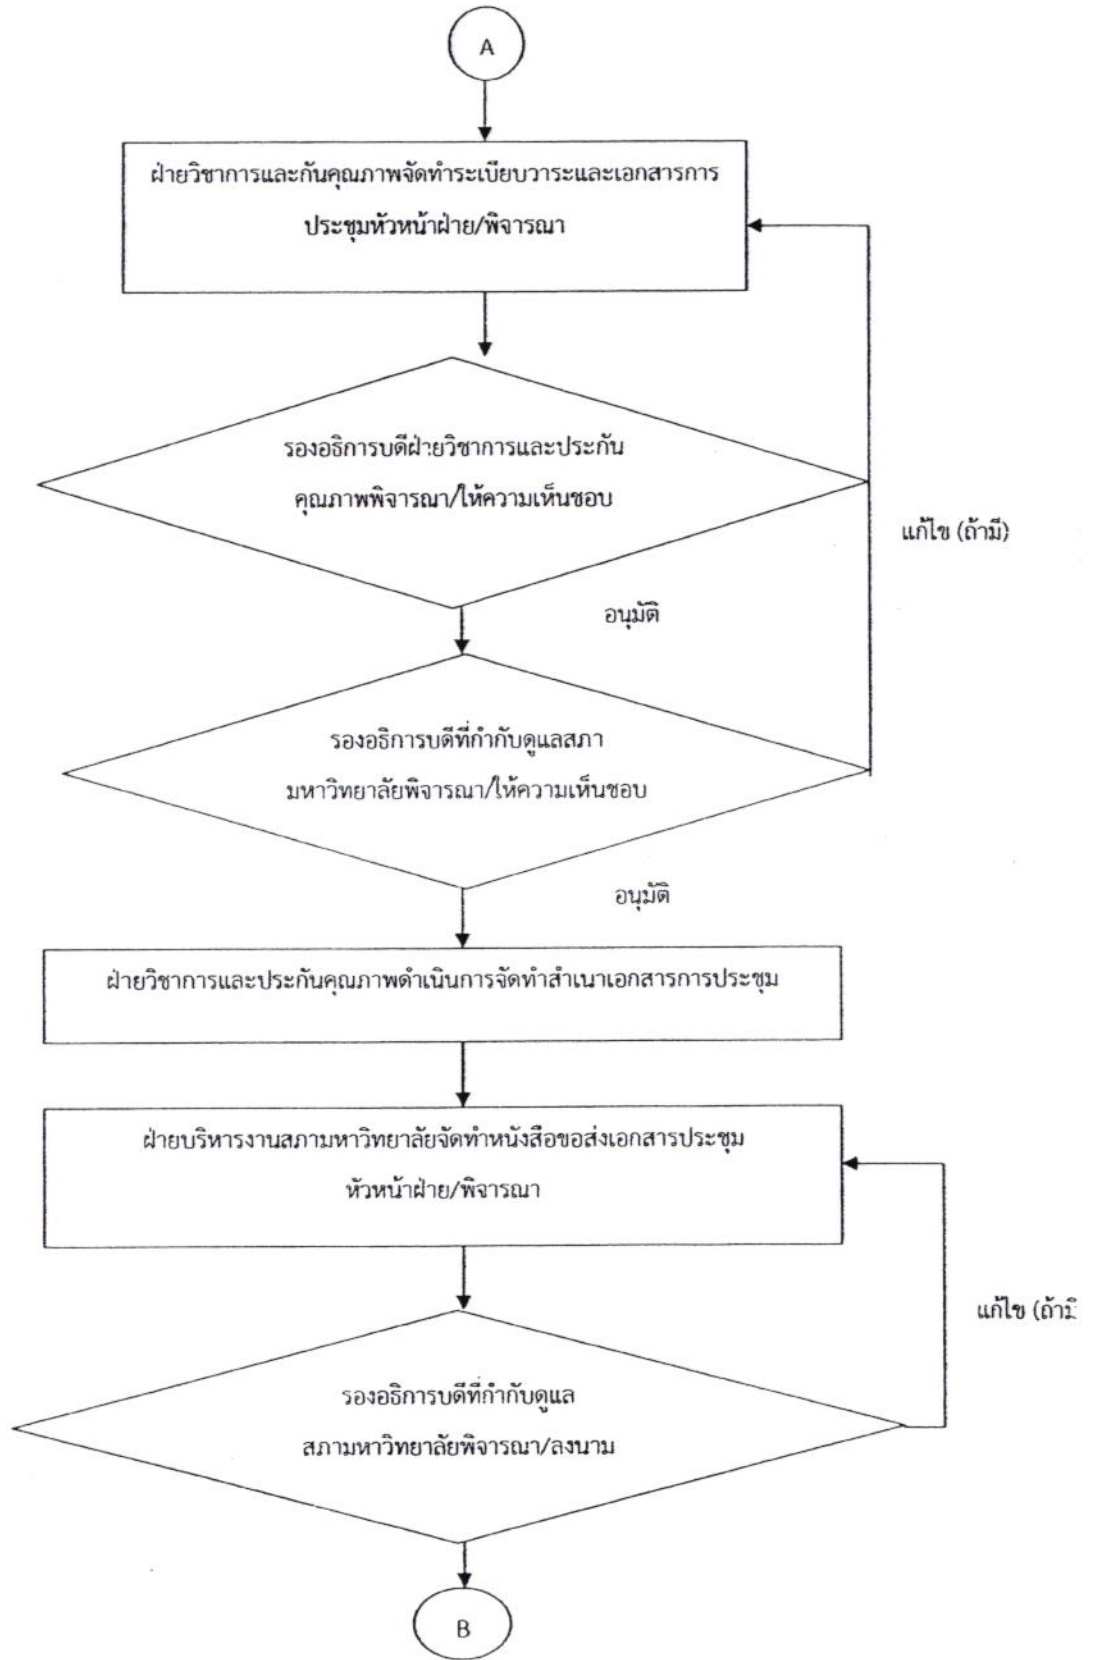 A
ฝ่ายวิชาการและกันคุณภาพจัดทำระเบียบวาระและเอกสารการ
ประชุมหัวหน้าฝ่าย/พิจารณา
รองอธิการบดีฝ่ายวิชาการและประกัน
คุณภาพพิจารณา/ให้ความเห็นชอบ
แก้ไข (ถ้ามี)
อนุมัติ
รองอธิการบดีที่กำกับดูแลสภา
มหาวิทยาลัยพิจารณา/ให้ความเห็นชอบ
อนุมัติ
ฝ่ายวิชาการและประกันคุณภาพดำเนินการจัดทำสำเนาเอกสารการประชุม
ฝ่ายบริหารงานสภามหาวิทยาลัยจัดทำหนังสือขอส่งเอกสารประชุม
หัวหน้าฝ่าย/พิจารณา
แก้ไข (ถ้ามี
รองอธิการบดีที่กำกับดูแล
สภามหาวิทยาลัยพิจารณา/ลงนาม
B